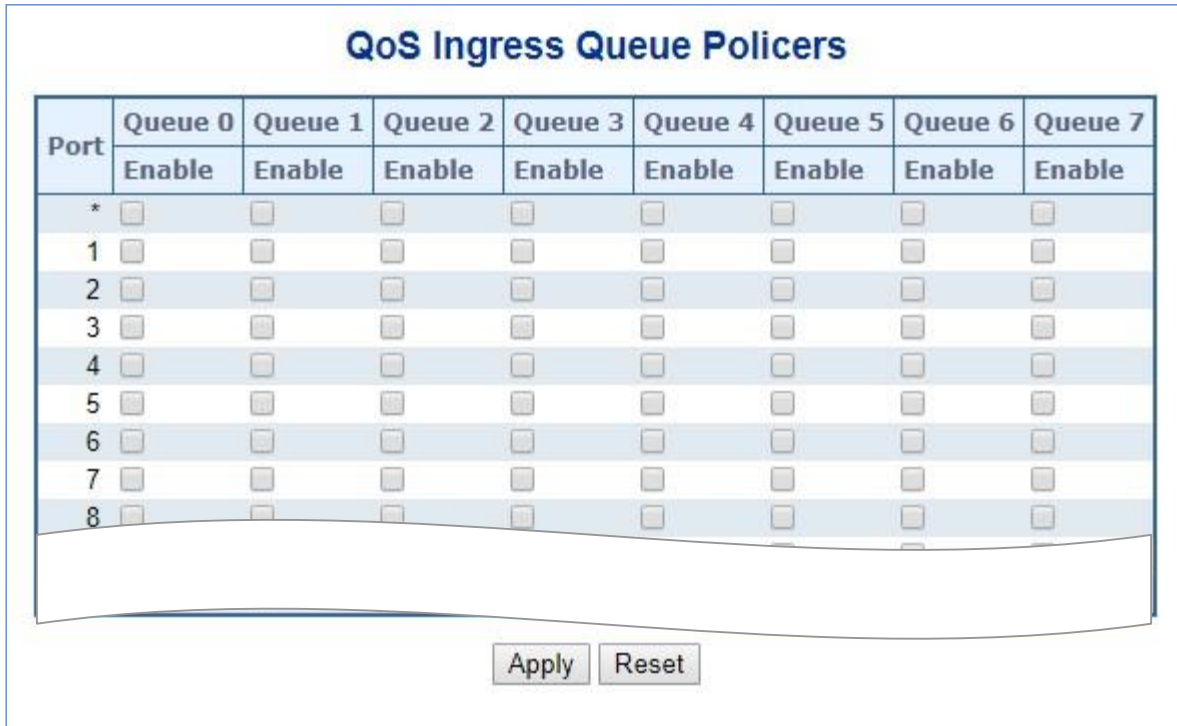 QoS Ingress Queue Policers
Port Queue 0 Queue 1 Queue 2 Queue 3 Queue 4 Queue 5 Queue 6 Queue 7
Enable Enable Enable Enable Enable Enable Enable Enable
*
1
2
3
4
5
6
7
8
Apply Reset